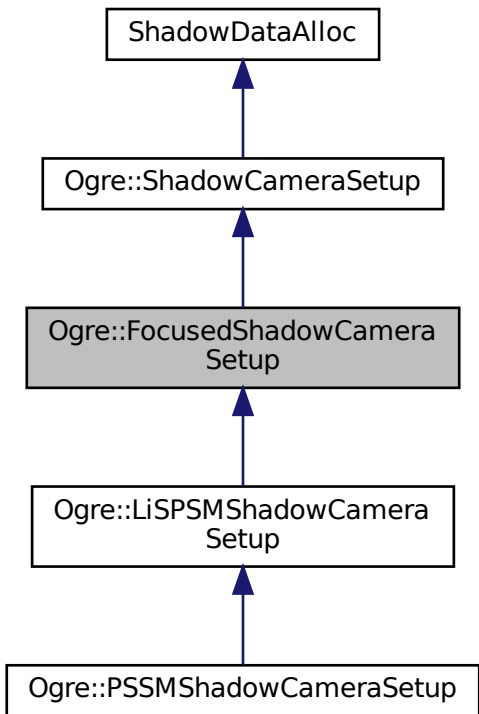 ShadowDataAlloc
Ogre::ShadowCameraSetup
Ogre::FocusedShadowCamera
Setup
Ogre::LiSPSMShadowCamera
Setup
Ogre::PSSMShadowCameraSetup